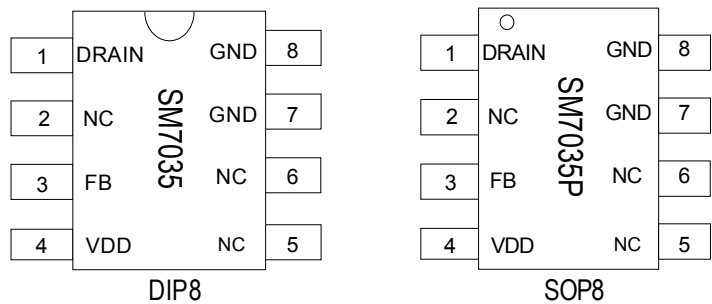 1 DRAIN GND 8
2 NC GND 7
3 FB NC 6
4 VDD NC 5
SM7035
DIP8
1 DRAIN GND 8
2 NC GND 7
3 FB NC 6
4 VDD NC 5
SM7035P
SOP8